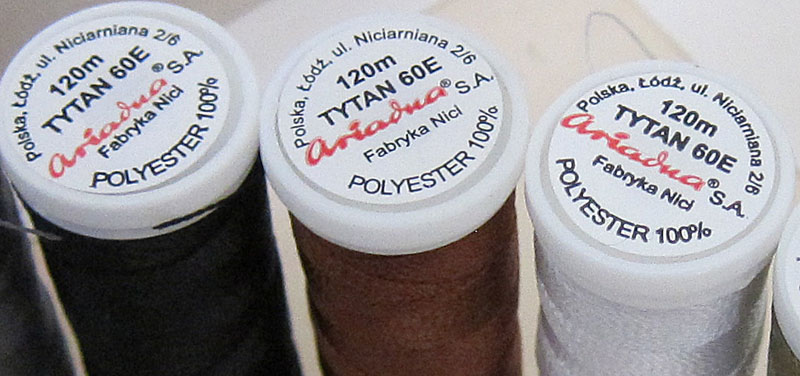 Polska, Łódź, ul. Niciarniana 2/6
120m
TYTAN 60E
ariadna® S.A.
Fabryka Nici
POLYESTER 100%
Polska, Łódź, ul. Niciarniana 2/6
120m
TYTAN 60E
ariadna® S.A.
Fabryka Nici
POLYESTER 100%
Polska, Łódź, ul. Niciarniana 2/6
120m
TYTAN 60E
ariadna® S.A.
Fabryka Nici
POLYESTER 100%